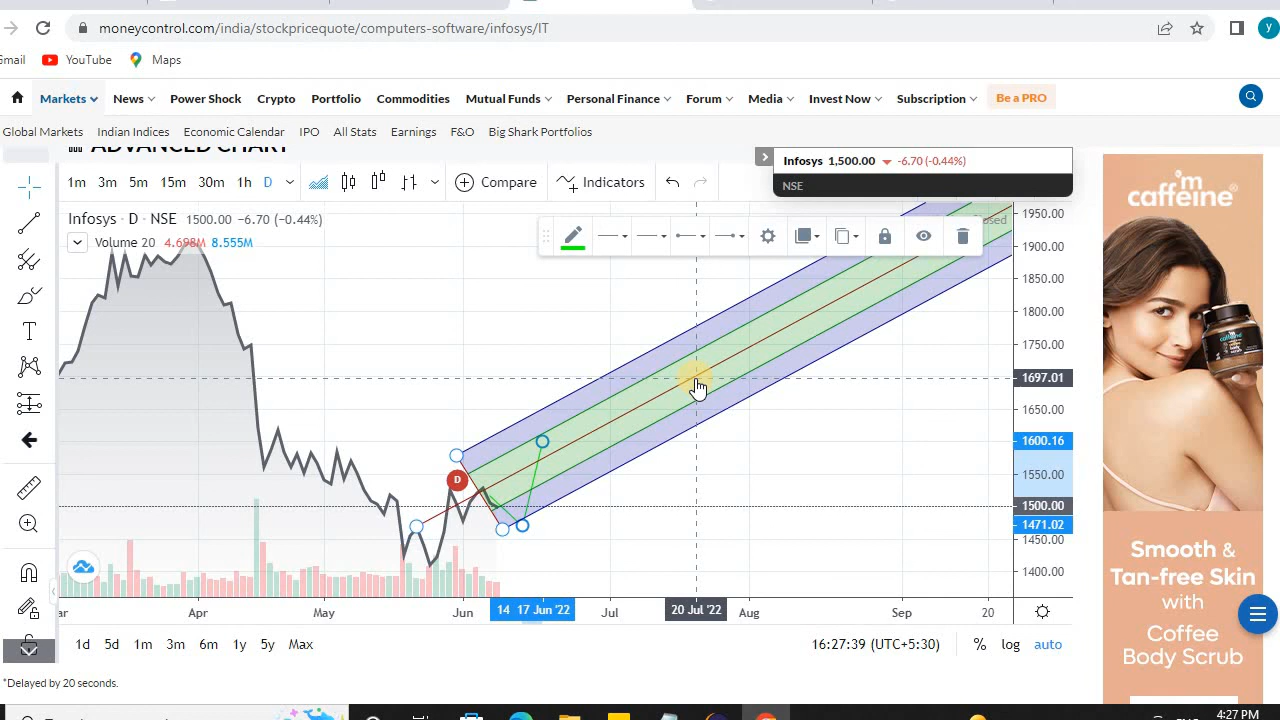 moneycontrol.com/india/stockpricequote/computers-software/infosys/IT
y
Gmail YouTube Maps
Markets News Power Shock Crypto Portfolio Commodities Mutual Funds Personal Finance Forum Media Invest Now Subscription Be a PRO
Global Markets Indian Indices Economic Calendar IPO All Stats Earnings F&O Big Shark Portfolios
ADVANCED CHART
Infosys 1,500.00 -6.70 (-0.44%)
NSE
1m 3m 5m 15m 30m 1h D Compare Indicators
Infosys · D · NSE 1500.00 −6.70 (−0.44%)
Volume 20 4.698M 8.555M
1950.00
1900.00
1850.00
1800.00
1750.00
1697.01
1650.00
1600.16
1550.00
1500.00
1471.02
1450.00
1400.00
D
Apr May Jun 14 17 Jun '22 Jul 20 Jul '22 Aug Sep 20
1d 5d 1m 3m 6m 1y 5y Max 16:27:39 (UTC+5:30) % log auto
*Delayed by 20 seconds.
I'm
caffeine
Smooth &
Tan-free Skin
with
Coffee
Body Scrub
4:27 PM